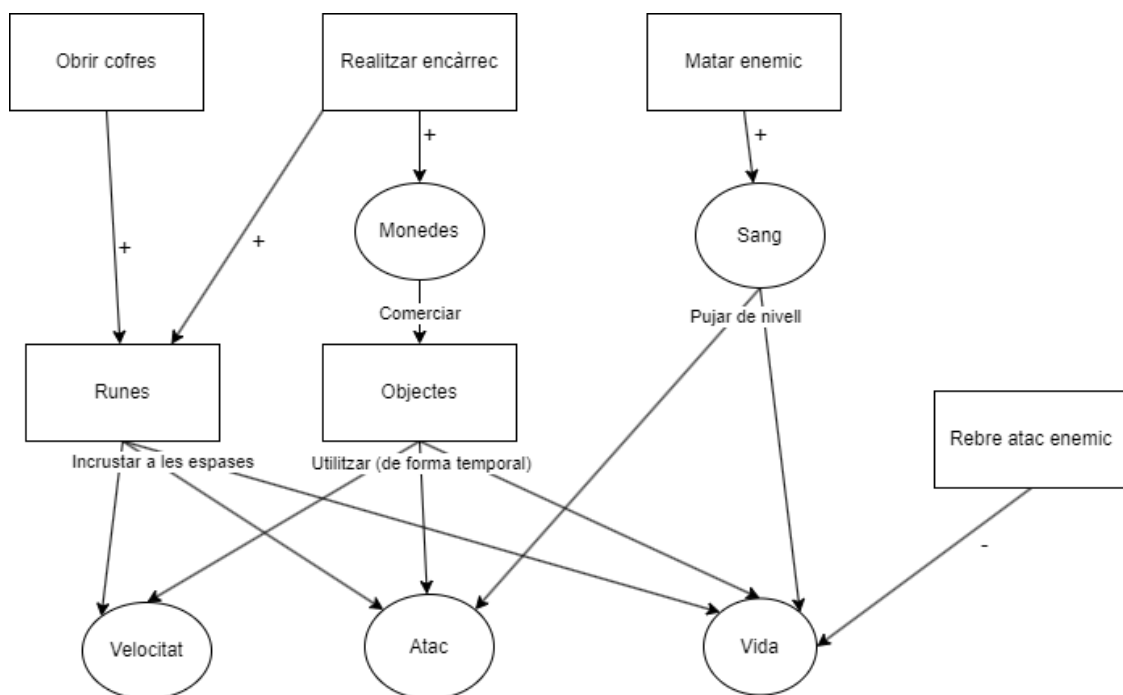 Obrir cofres
Realitzar encàrrec
Matar enemic
+
+
+
+
Monedes
Sang
Comerciar
Pujar de nivell
Runes
Objectes
Rebre atac enemic
Incrustar a les espases
Utilitzar (de forma temporal)
-
Velocitat
Atac
Vida